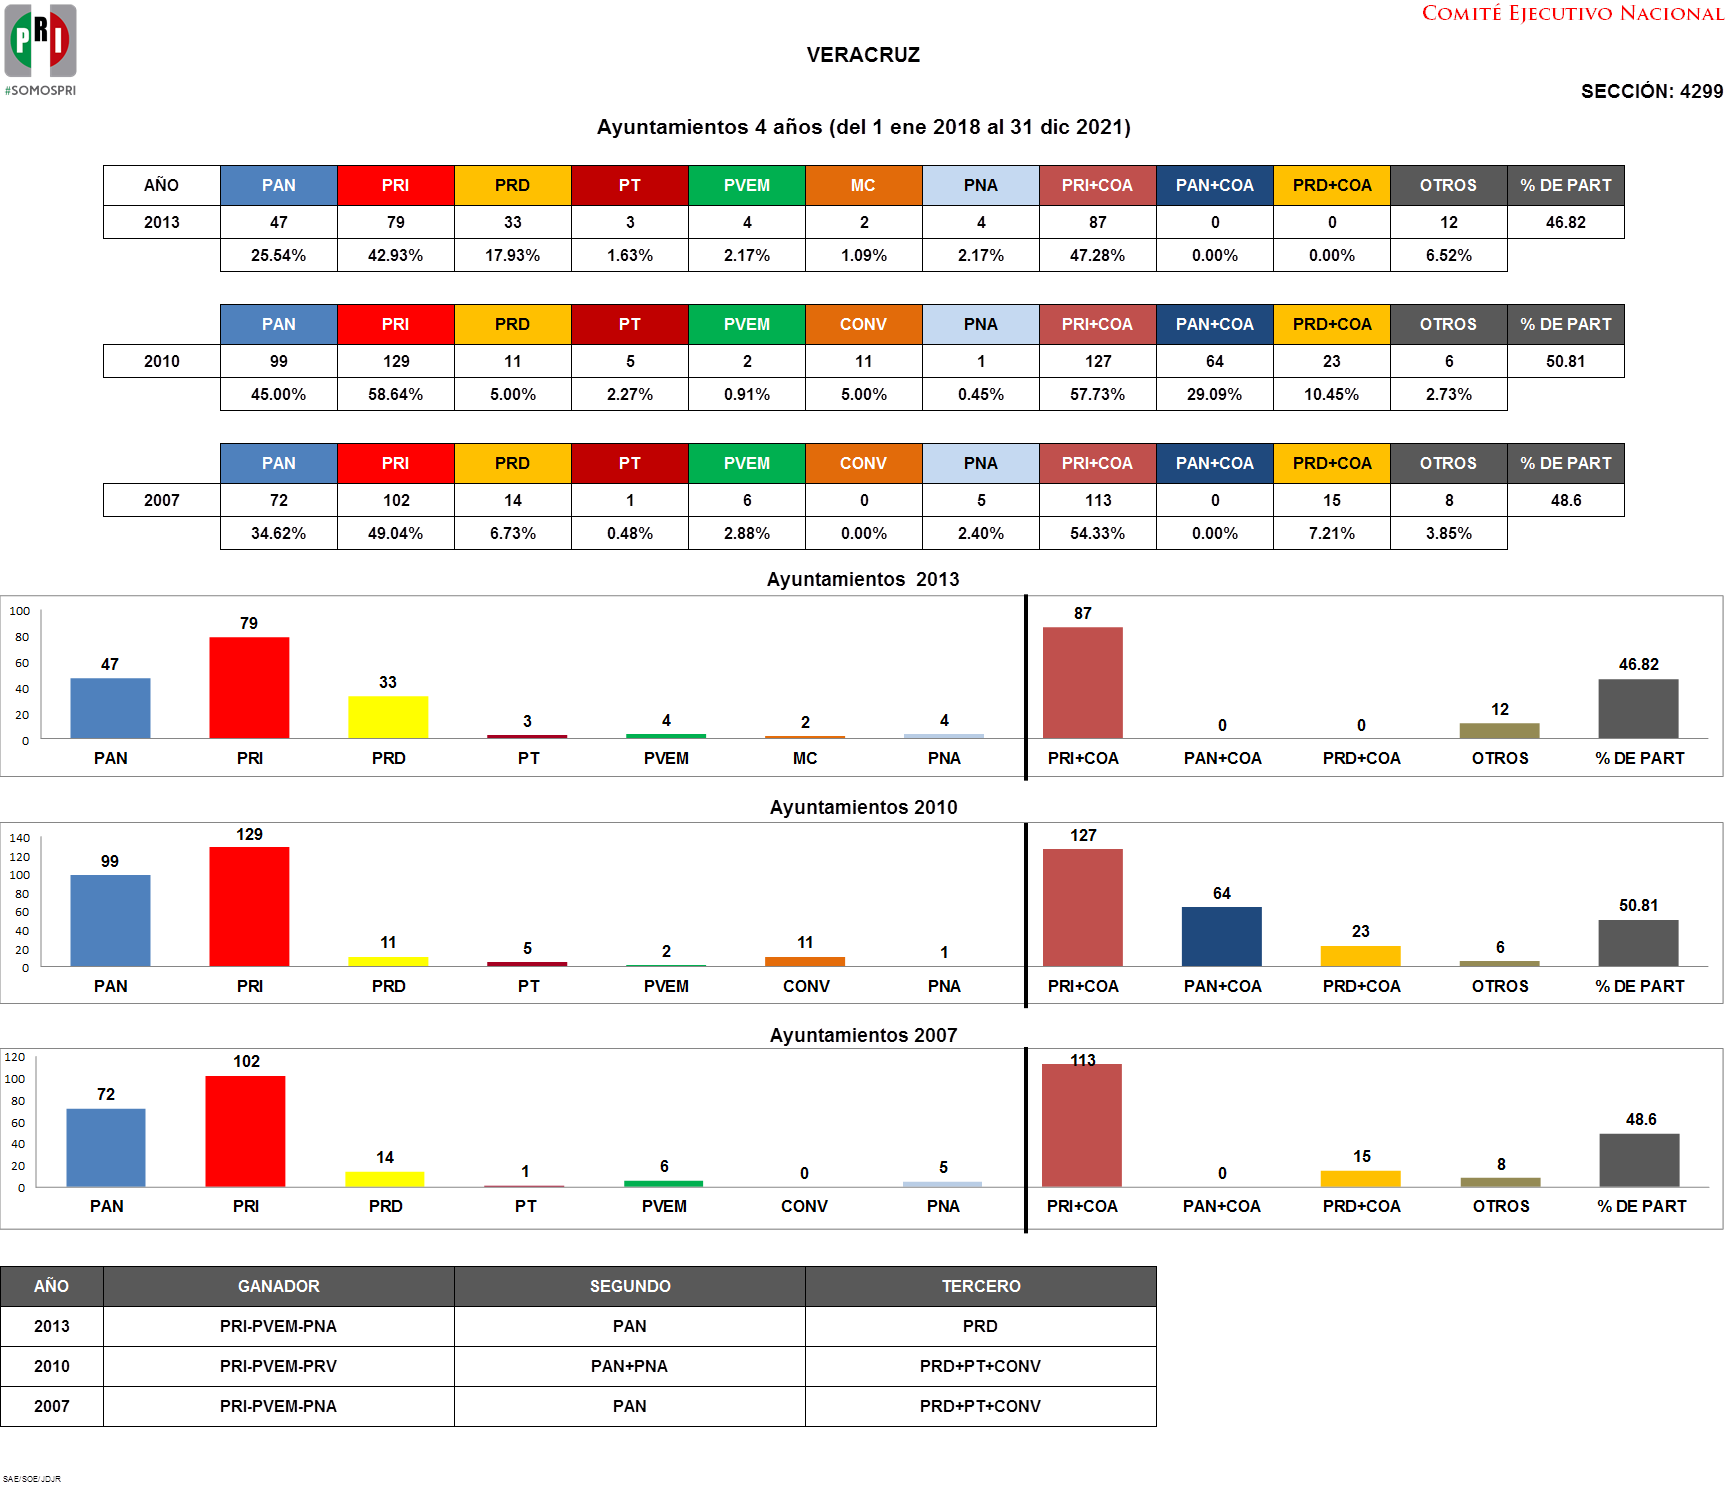 COMITÉ EJECUTIVO NACIONAL
PRI
#SOMOSPRI
VERACRUZ
SECCIÓN: 4299
Ayuntamientos 4 años (del 1 ene 2018 al 31 dic 2021)
AÑO PAN PRI PRD PT PVEM MC PNA PRI+COA PAN+COA PRD+COA OTROS % DE PART
2013 47 79 33 3 4 2 4 87 0 0 12 46.82
25.54% 42.93% 17.93% 1.63% 2.17% 1.09% 2.17% 47.28% 0.00% 0.00% 6.52%
PAN PRI PRD PT PVEM CONV PNA PRI+COA PAN+COA PRD+COA OTROS % DE PART
2010 99 129 11 5 2 11 1 127 64 23 6 50.81
45.00% 58.64% 5.00% 2.27% 0.91% 5.00% 0.45% 57.73% 29.09% 10.45% 2.73%
PAN PRI PRD PT PVEM CONV PNA PRI+COA PAN+COA PRD+COA OTROS % DE PART
2007 72 102 14 1 6 0 5 113 0 15 8 48.6
34.62% 49.04% 6.73% 0.48% 2.88% 0.00% 2.40% 54.33% 0.00% 7.21% 3.85%
Ayuntamientos 2013
100
80
60
40
20
0
47 79 33 3 4 2 4 87 0 0 12 46.82
PAN PRI PRD PT PVEM MC PNA PRI+COA PAN+COA PRD+COA OTROS % DE PART
Ayuntamientos 2010
140
120
100
80
60
40
20
0
99 129 11 5 2 11 1 127 64 23 6 50.81
PAN PRI PRD PT PVEM CONV PNA PRI+COA PAN+COA PRD+COA OTROS % DE PART
Ayuntamientos 2007
120
100
80
60
40
20
0
72 102 14 1 6 0 5 113 0 15 8 48.6
PAN PRI PRD PT PVEM CONV PNA PRI+COA PAN+COA PRD+COA OTROS % DE PART
AÑO GANADOR SEGUNDO TERCERO
2013 PRI-PVEM-PNA PAN PRD
2010 PRI-PVEM-PRV PAN+PNA PRD+PT+CONV
2007 PRI-PVEM-PNA PAN PRD+PT+CONV
SAE/SOE/JDJR